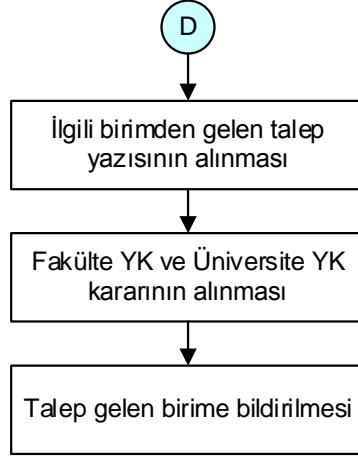 D
İlgili birimden gelen talep
yazısının alınması
Fakülte YK ve Üniversite YK
kararının alınması
Talep gelen birime bildirilmesi